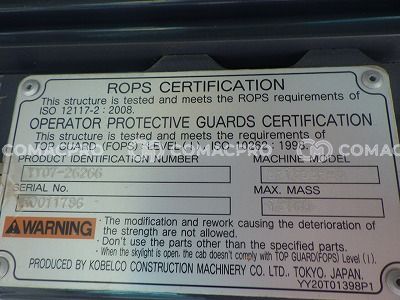 ROPS CERTIFICATION
This structure is tested and meets the ROPS requirements of
ISO 12117-2 : 2008.
OPERATOR PROTECTIVE GUARDS CERTIFICATION
This structure is tested and meets the requirement of
TOP GUARD (FOPS) : LEVEL (I) ISO 10262 : 1998.
PRODUCT IDENTIFICATION NUMBER MACHINE MODEL
YY07-26266
SERIAL No. MAX. MASS
WARNING
• The modification and rework causing the deterioration of
the strength are not allowed.
• Don't use the parts other than the specified parts.
• When the skylight is open, the cab doesn't comply with TOP GUARD(FOPS) Level (I).
PRODUCED BY KOBELCO CONSTRUCTION MACHINERY CO. LTD., TOKYO, JAPAN.
YY20T01398P1
COMACPRO